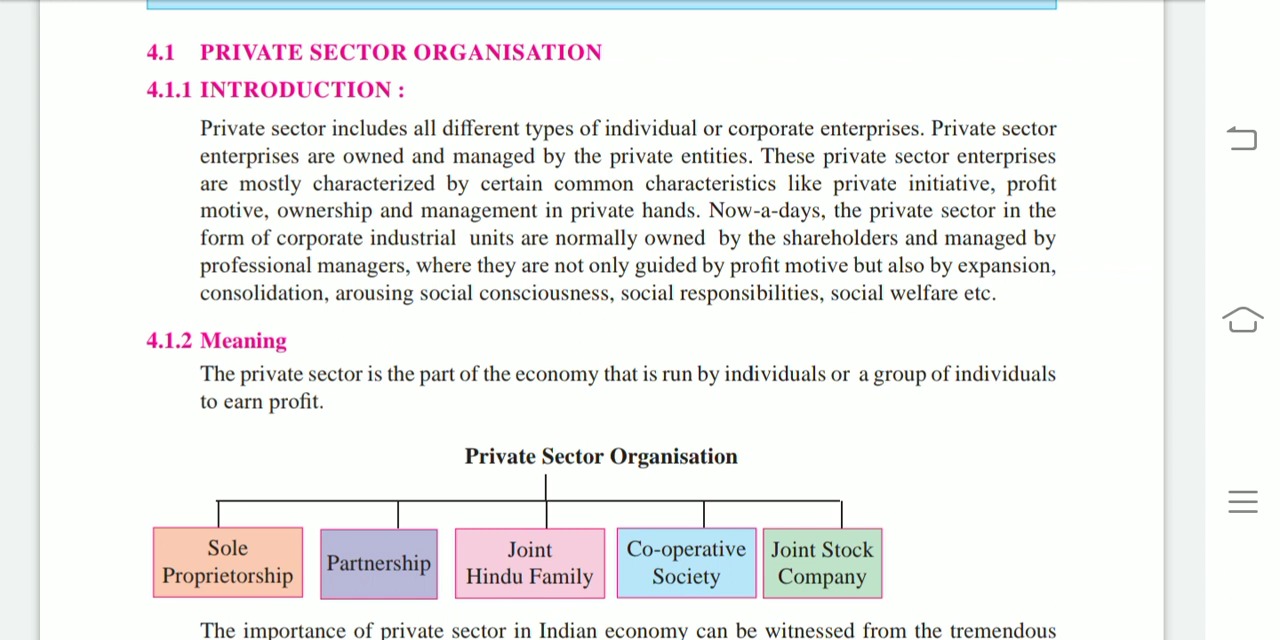 4.1 PRIVATE SECTOR ORGANISATION
4.1.1 INTRODUCTION :
Private sector includes all different types of individual or corporate enterprises. Private sector
enterprises are owned and managed by the private entities. These private sector enterprises
are mostly characterized by certain common characteristics like private initiative, profit
motive, ownership and management in private hands. Now-a-days, the private sector in the
form of corporate industrial units are normally owned by the shareholders and managed by
professional managers, where they are not only guided by profit motive but also by expansion,
consolidation, arousing social consciousness, social responsibilities, social welfare etc.
4.1.2 Meaning
The private sector is the part of the economy that is run by individuals or a group of individuals
to earn profit.
Private Sector Organisation
Sole
Proprietorship
Partnership
Joint
Hindu Family
Co-operative
Society
Joint Stock
Company
The importance of private sector in Indian economy can be witnessed from the tremendous